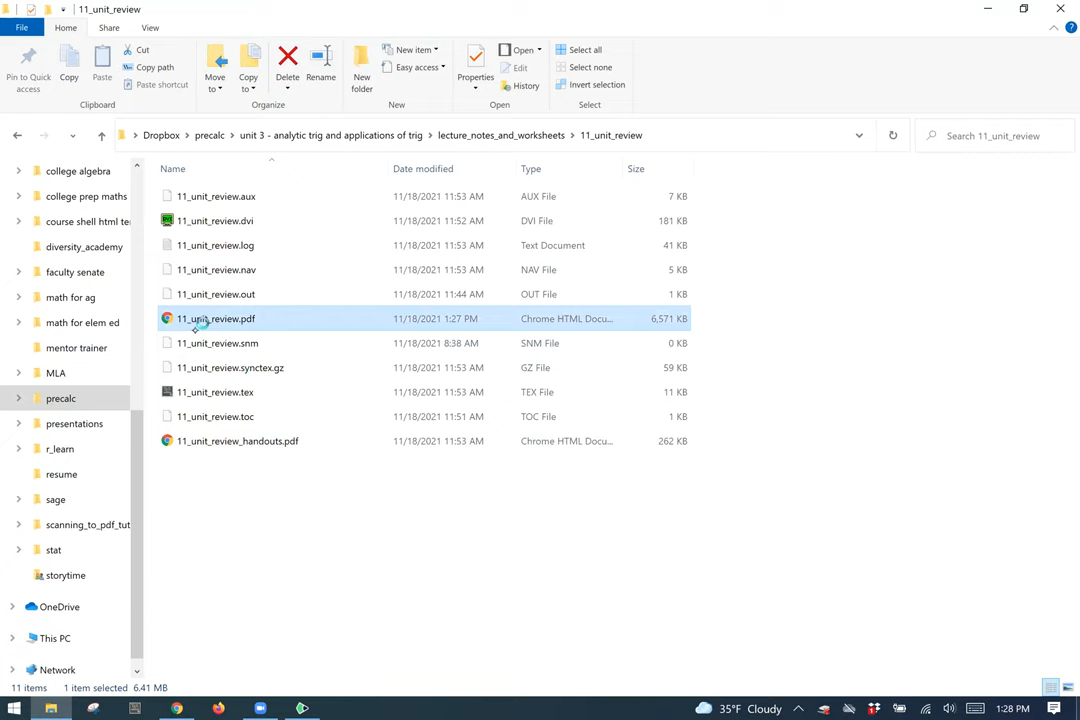 11_unit_review
File
Home
Share
View
Pin to Quick access
Copy
Paste
Cut
Copy path
Paste shortcut
Clipboard
Move to
Copy to
Delete
Rename
Organize
New folder
New item
Easy access
New
Properties
Open
Edit
History
Open
Select all
Select none
Invert selection
Select
Dropbox
precalc
unit 3 - analytic trig and applications of trig
lecture_notes_and_worksheets
11_unit_review
Search 11_unit_review
college algebra
college prep maths
course shell html te
diversity_academy
faculty senate
math for ag
math for elem ed
mentor trainer
MLA
precalc
presentations
r_learn
resume
sage
scanning_to_pdf_tut
stat
storytime
OneDrive
This PC
Network
Name Date modified Type Size
11_unit_review.aux 11/18/2021 11:53 AM AUX File 7 KB
11_unit_review.dvi 11/18/2021 11:52 AM DVI File 181 KB
11_unit_review.log 11/18/2021 11:53 AM Text Document 41 KB
11_unit_review.nav 11/18/2021 11:53 AM NAV File 5 KB
11_unit_review.out 11/18/2021 11:44 AM OUT File 1 KB
11_unit_review.pdf 11/18/2021 1:27 PM Chrome HTML Docu... 6,571 KB
11_unit_review.snm 11/18/2021 8:38 AM SNM File 0 KB
11_unit_review.synctex.gz 11/18/2021 11:53 AM GZ File 59 KB
11_unit_review.tex 11/18/2021 11:53 AM TEX File 11 KB
11_unit_review.toc 11/18/2021 11:51 AM TOC File 1 KB
11_unit_review_handouts.pdf 11/18/2021 11:53 AM Chrome HTML Docu... 262 KB
11 items 1 item selected 6.41 MB
35°F Cloudy
1:28 PM